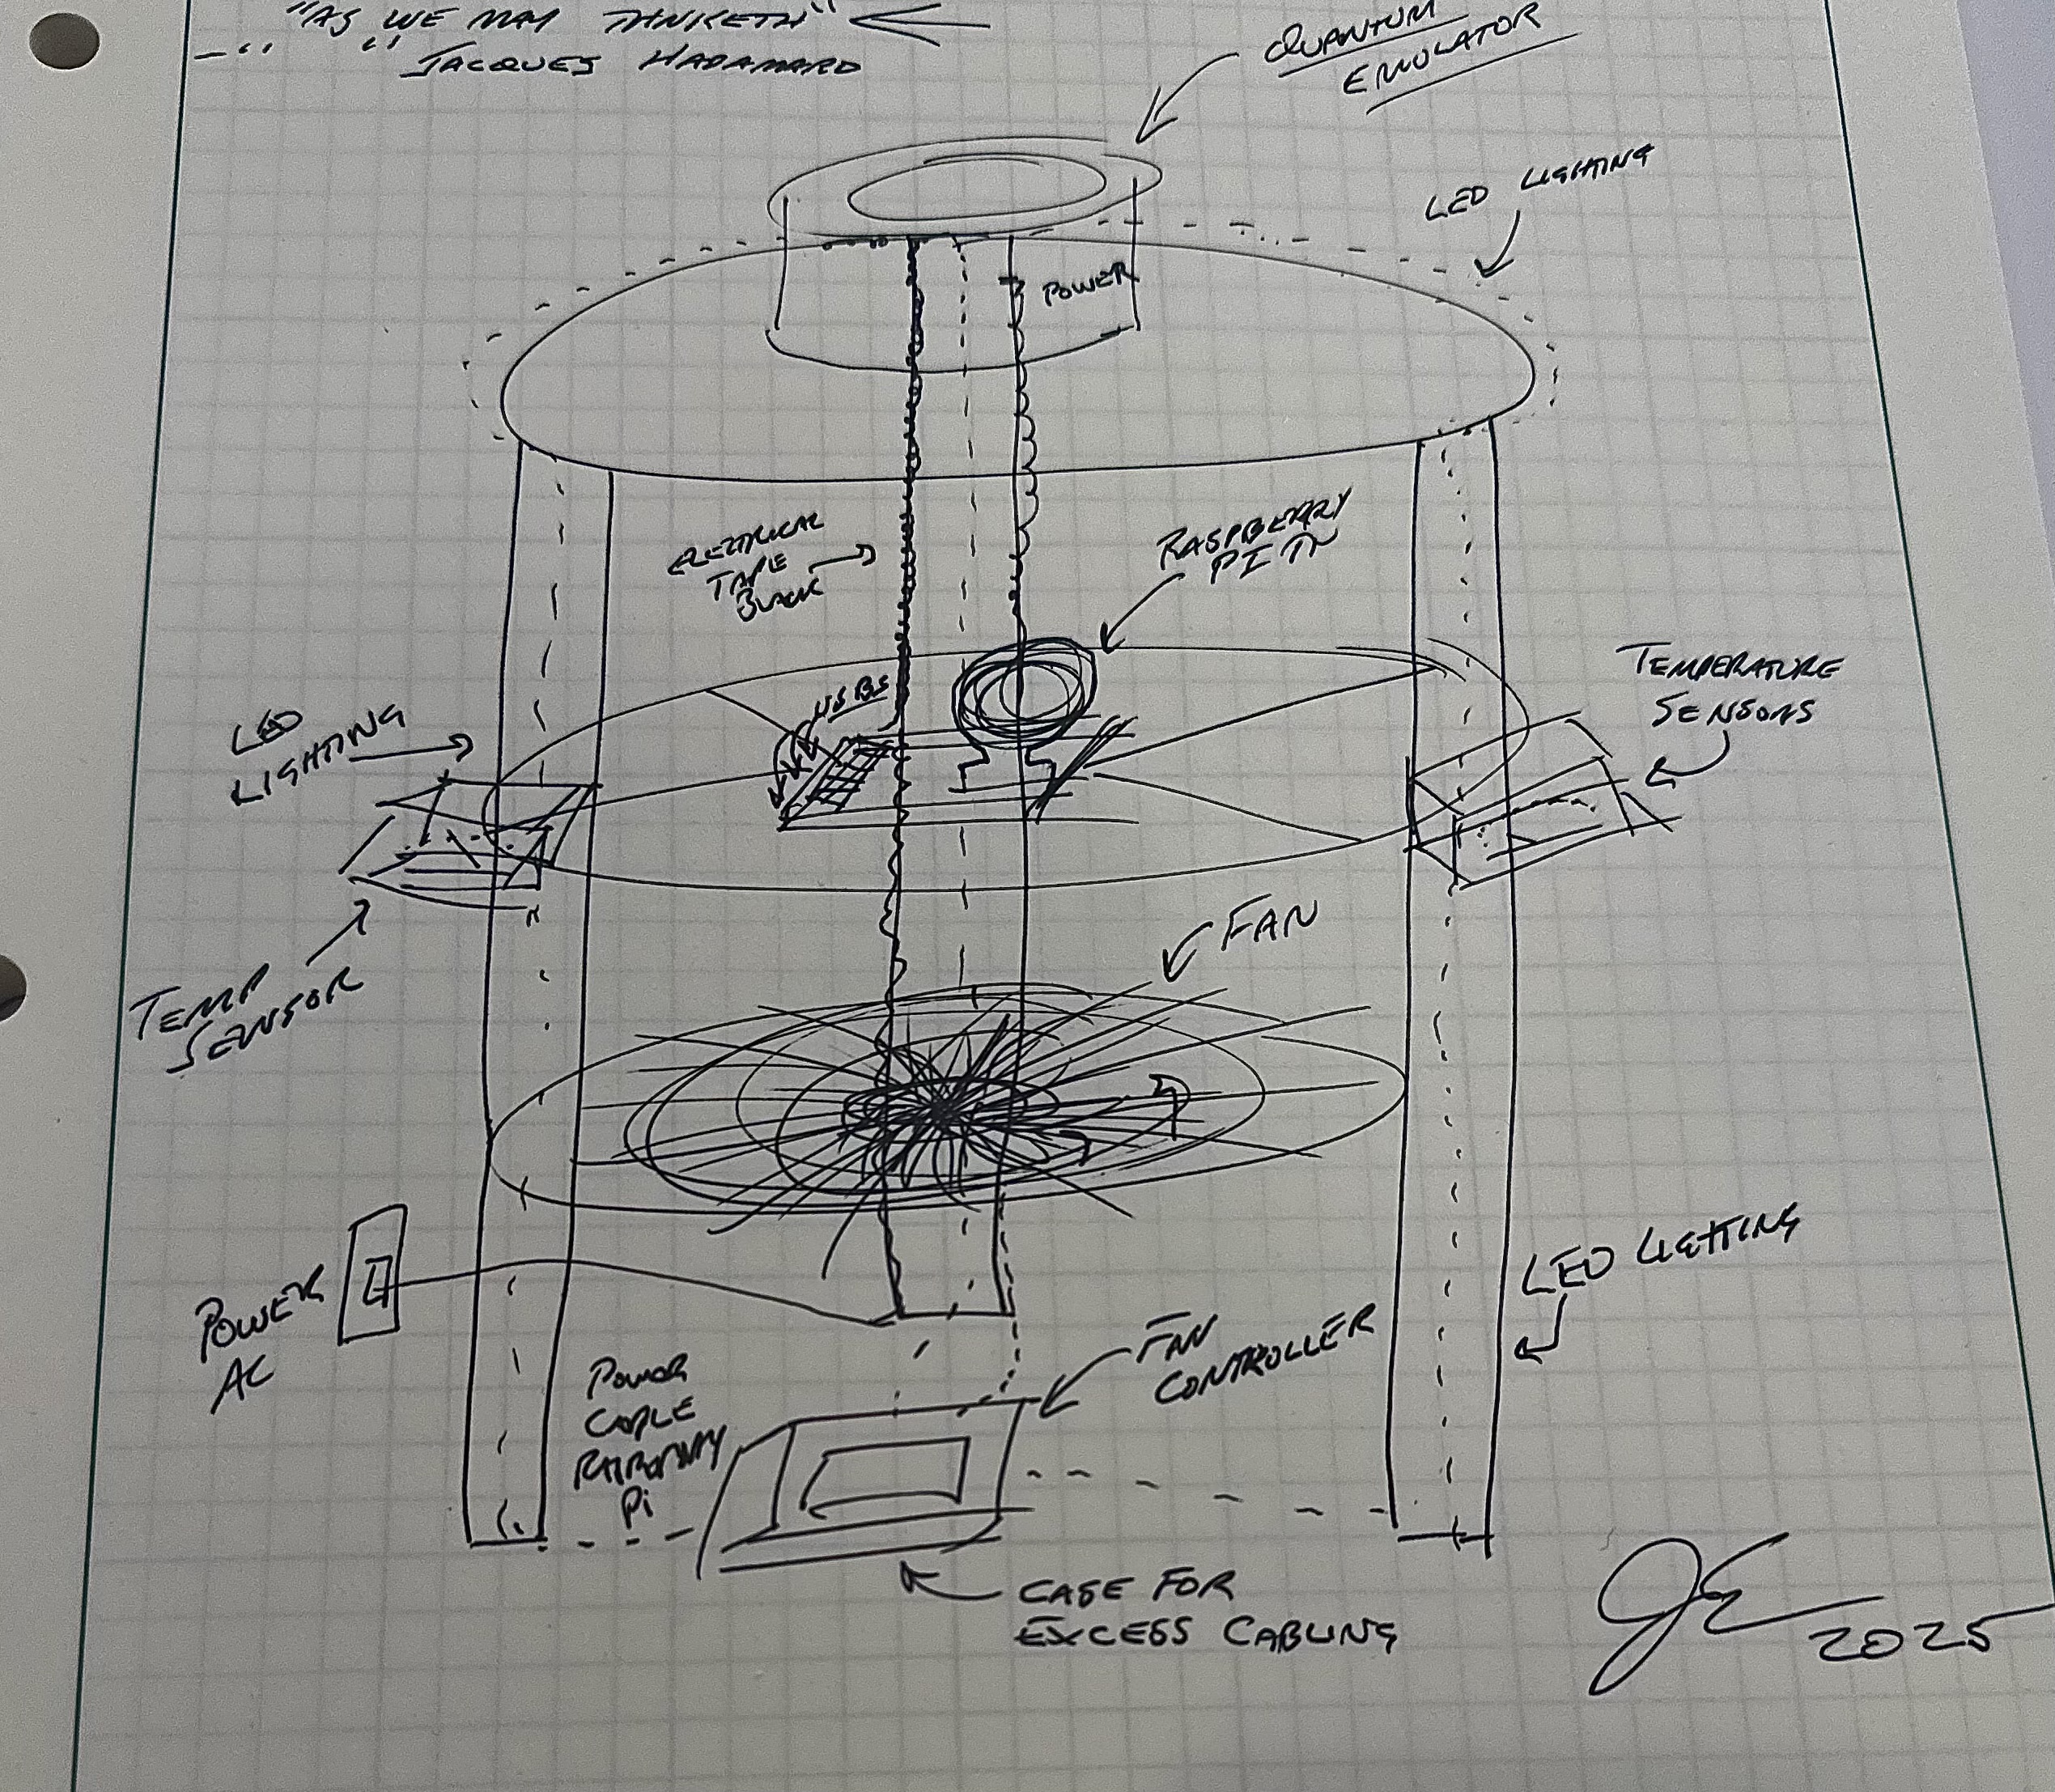 "AS WE MAY THNKETH"
- " " JACQUES HADAMARD
QUANTUM
EMULATOR
LED LIGHTING
POWER
ELECTRICAL
TAPE
BLACK
RASPBERRY
PI
USBS
TEMPERATURE
SENSORS
LED
LIGHTING
FAN
TEMP
SENSOR
LED LIGHTING
POWER
AC
FAN
CONTROLLER
POWER
CABLE
Pi
CASE FOR
EXCESS CABLING
JE
2025